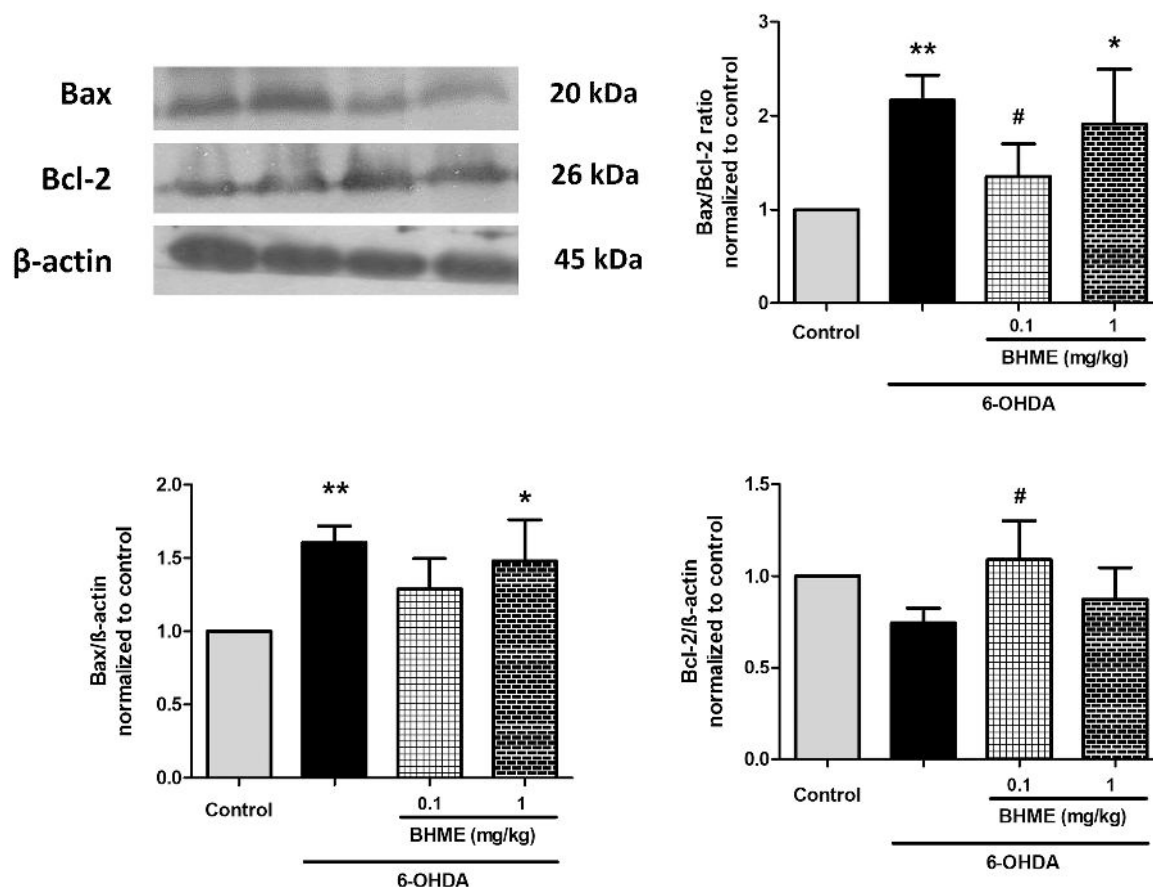 Bax
20 kDa
Bcl-2
26 kDa
β-actin
45 kDa
Bax/Bcl-2 ratio
normalized to control
3
2
1
0
**
#
*
Control
0.1
1
BHME (mg/kg)
6-OHDA
Bax/ß-actin
normalized to control
2.0
1.5
1.0
0.5
0.0
**
*
Control
0.1
1
BHME (mg/kg)
6-OHDA
Bcl-2/ß-actin
normalized to control
1.5
1.0
0.5
0.0
#
Control
0.1
1
BHME (mg/kg)
6-OHDA